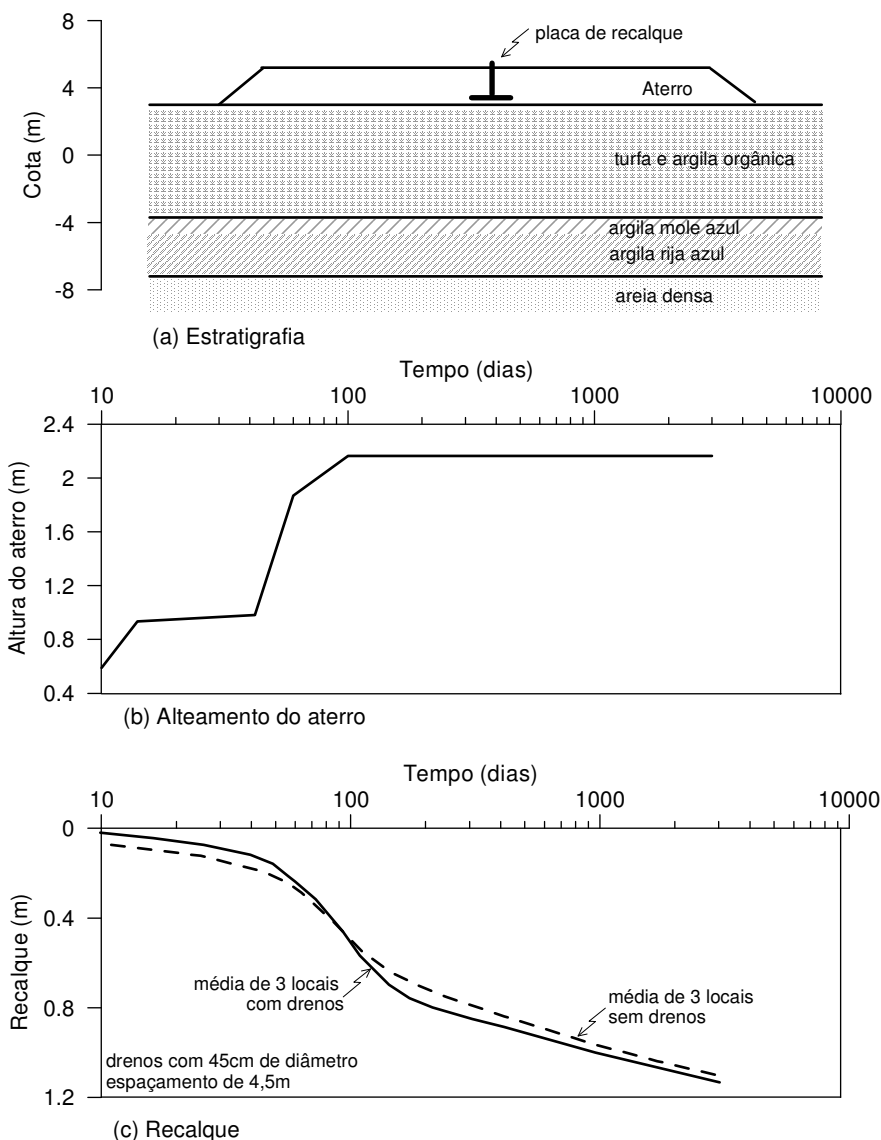 8
4
0
-4
-8
Cota (m)
placa de recalque
Aterro
turfa e argila orgânica
argila mole azul
argila rija azul
areia densa
(a) Estratigrafia
Tempo (dias)
10 100 1000 10000
2.4
2
1.6
1.2
0.8
0.4
Altura do aterro (m)
(b) Alteamento do aterro
Tempo (dias)
10 100 1000 10000
0
0.4
0.8
1.2
Recalque (m)
média de 3 locais
com drenos
média de 3 locais
sem drenos
drenos com 45cm de diâmetro
espaçamento de 4,5m
(c) Recalque